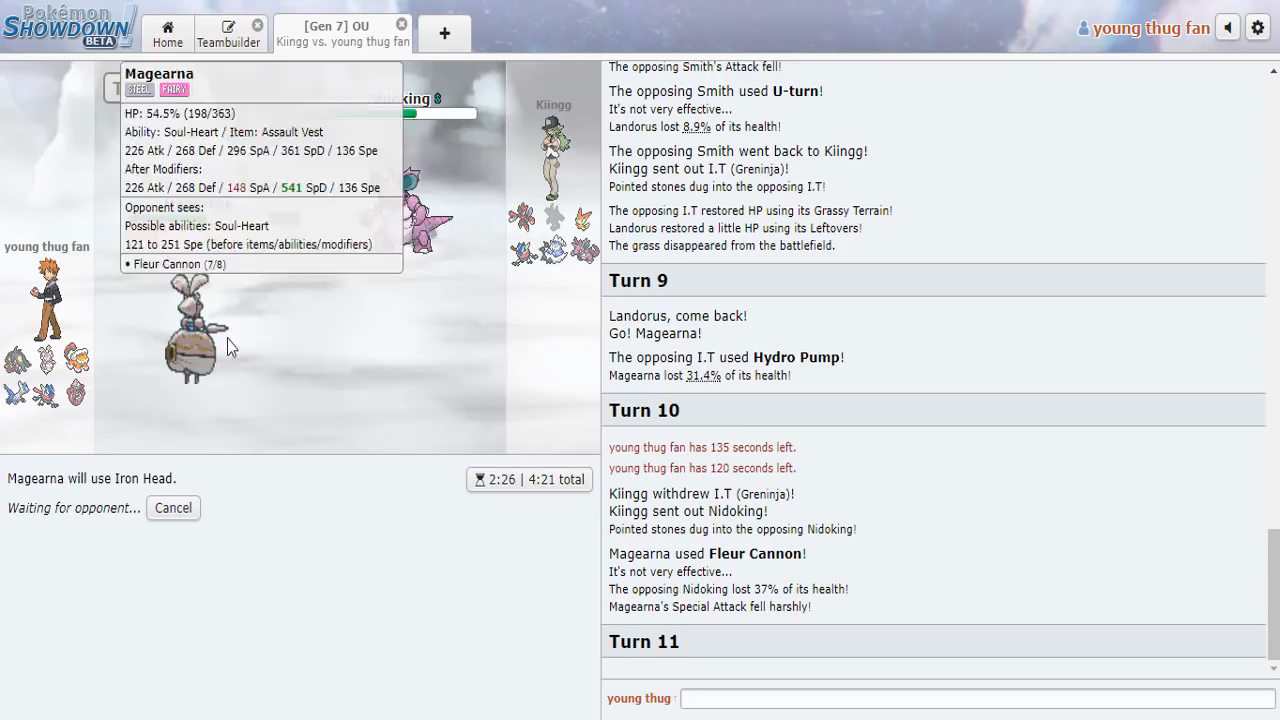 Pokémon
SHOWDOWN!
BETA
Home
Teambuilder
[Gen 7] OU
Kiingg vs. young thug fan
+
young thug fan
Magearna
STEEL FAIRY
HP: 54.5% (198/363)
Ability: Soul-Heart / Item: Assault Vest
226 Atk / 268 Def / 296 SpA / 361 SpD / 136 Spe
After Modifiers:
226 Atk / 268 Def / 148 SpA / 541 SpD / 136 Spe
Opponent sees:
Possible abilities: Soul-Heart
121 to 251 Spe (before items/abilities/modifiers)
• Fleur Cannon (7/8)
Kiingg
young thug fan
Magearna will use Iron Head.
Waiting for opponent... Cancel
2:26 | 4:21 total
The opposing Smith's Attack fell!
The opposing Smith used U-turn!
It's not very effective...
Landorus lost 8.9% of its health!
The opposing Smith went back to Kiingg!
Kiingg sent out I.T (Greninja)!
Pointed stones dug into the opposing I.T!
The opposing I.T restored HP using its Grassy Terrain!
Landorus restored a little HP using its Leftovers!
The grass disappeared from the battlefield.
Turn 9
Landorus, come back!
Go! Magearna!
The opposing I.T used Hydro Pump!
Magearna lost 31.4% of its health!
Turn 10
young thug fan has 135 seconds left.
young thug fan has 120 seconds left.
Kiingg withdrew I.T (Greninja)!
Kiingg sent out Nidoking!
Pointed stones dug into the opposing Nidoking!
Magearna used Fleur Cannon!
It's not very effective...
The opposing Nidoking lost 37% of its health!
Magearna's Special Attack fell harshly!
Turn 11
young thug